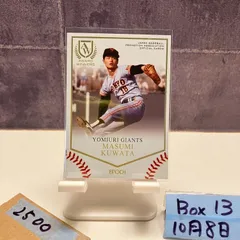 YOMIURI GIANTS
MASUMI
KUWATA
EPOCH
2500
Box 13
10月8日